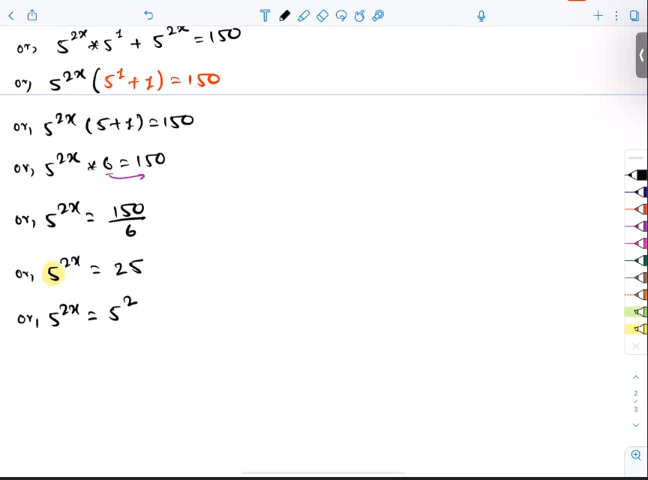 or, 5^{2x} * 5^1 + 5^{2x} = 150
or, 5^{2x} (5^1 + 1) = 150
or, 5^{2x} (5+1) = 150
or, 5^{2x} * 6 = 150
or, 5^{2x} = 150/6
or, 5^{2x} = 25
or, 5^{2x} = 5^2
T
2
/
3